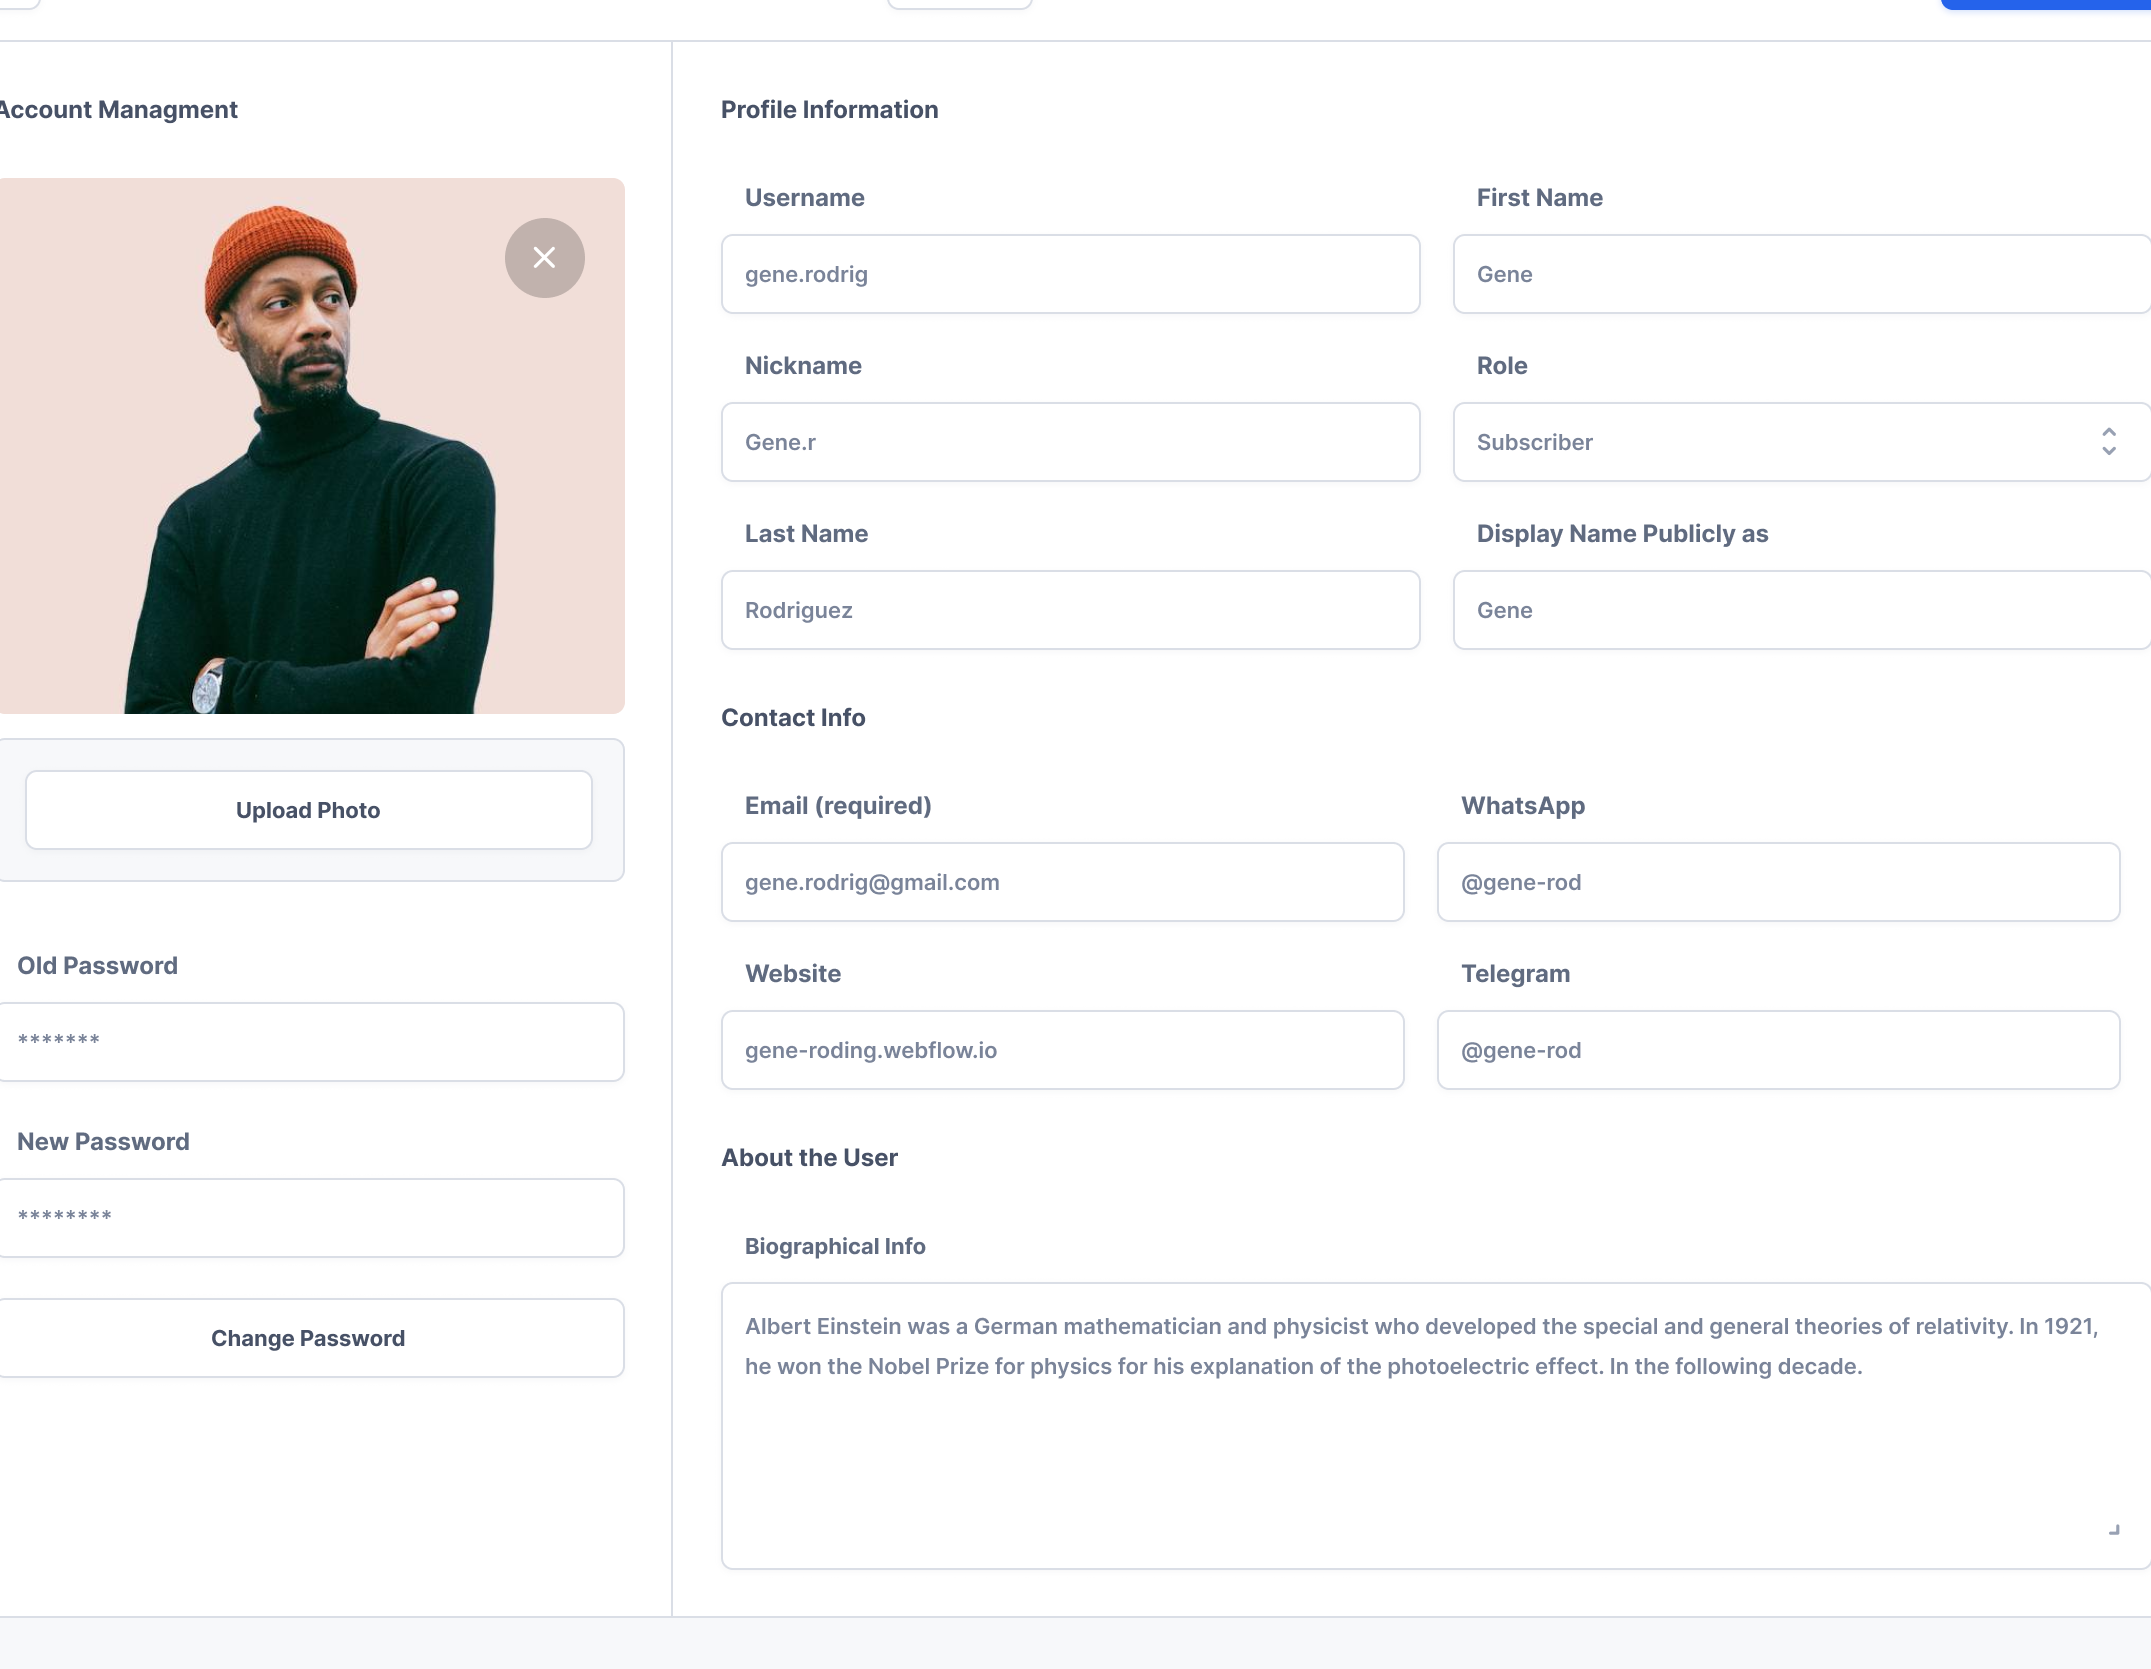 Account Managment
Upload Photo
Old Password
*******
New Password
********
Change Password
Profile Information
Username
First Name
gene.rodrig
Gene
Nickname
Role
Gene.r
Subscriber
Last Name
Display Name Publicly as
Rodriguez
Gene
Contact Info
Email (required)
WhatsApp
gene.rodrig@gmail.com
@gene-rod
Website
Telegram
gene-roding.webflow.io
@gene-rod
About the User
Biographical Info
Albert Einstein was a German mathematician and physicist who developed the special and general theories of relativity. In 1921,
he won the Nobel Prize for physics for his explanation of the photoelectric effect. In the following decade.